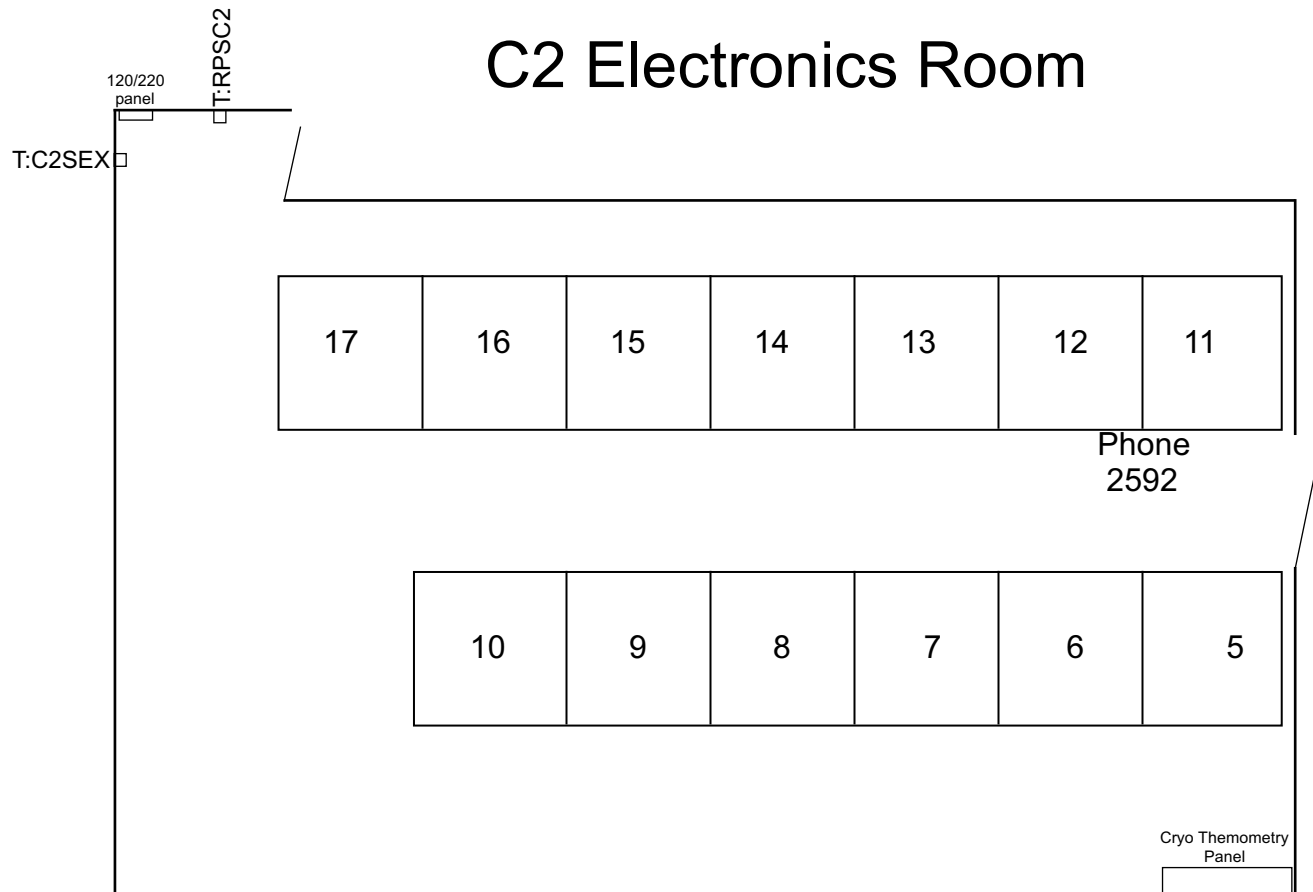 C2 Electronics Room
T:RPSC2
120/220
panel
T:C2SEX
17 16 15 14 13 12 11
Phone
2592
10 9 8 7 6 5
Cryo Themometry
Panel